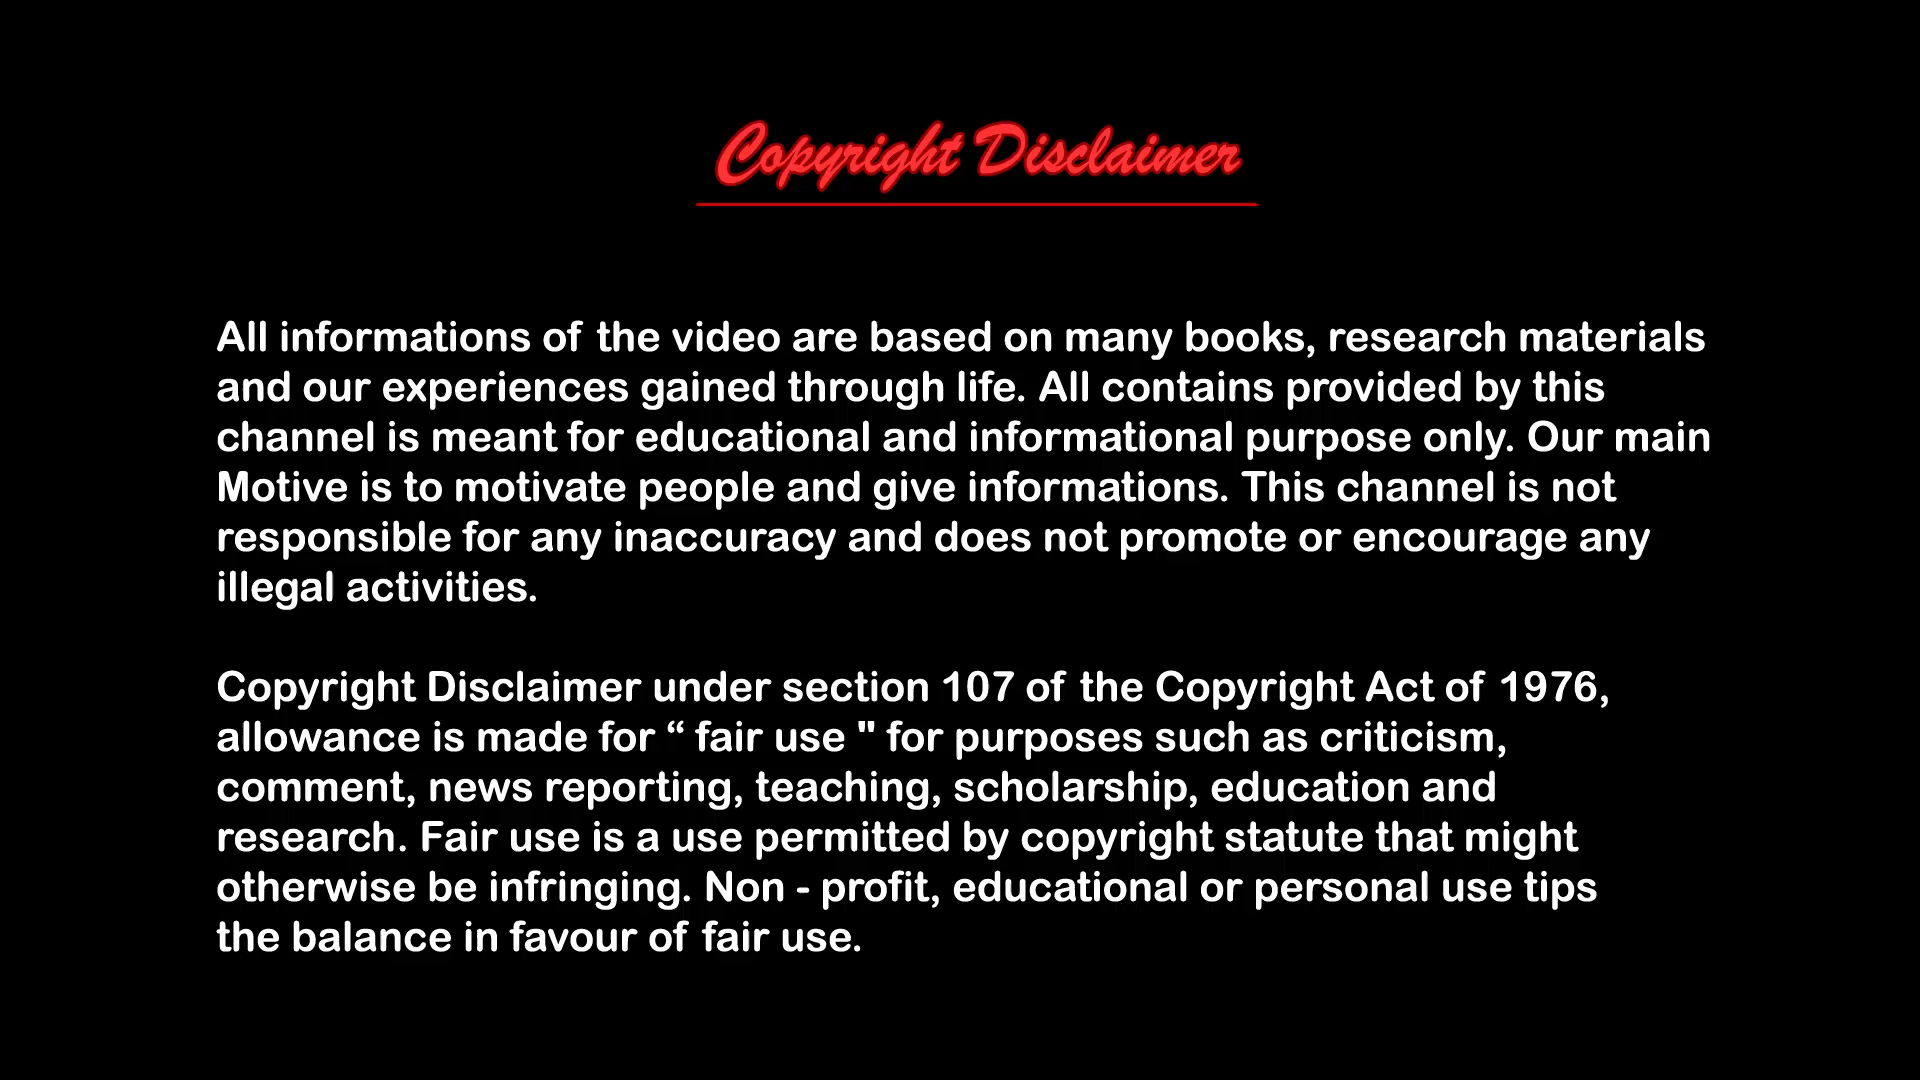 Copyright Disclaimer
All informations of the video are based on many books, research materials
and our experiences gained through life. All contains provided by this
channel is meant for educational and informational purpose only. Our main
Motive is to motivate people and give informations. This channel is not
responsible for any inaccuracy and does not promote or encourage any
illegal activities.
Copyright Disclaimer under section 107 of the Copyright Act of 1976,
allowance is made for “ fair use " for purposes such as criticism,
comment, news reporting, teaching, scholarship, education and
research. Fair use is a use permitted by copyright statute that might
otherwise be infringing. Non - profit, educational or personal use tips
the balance in favour of fair use.